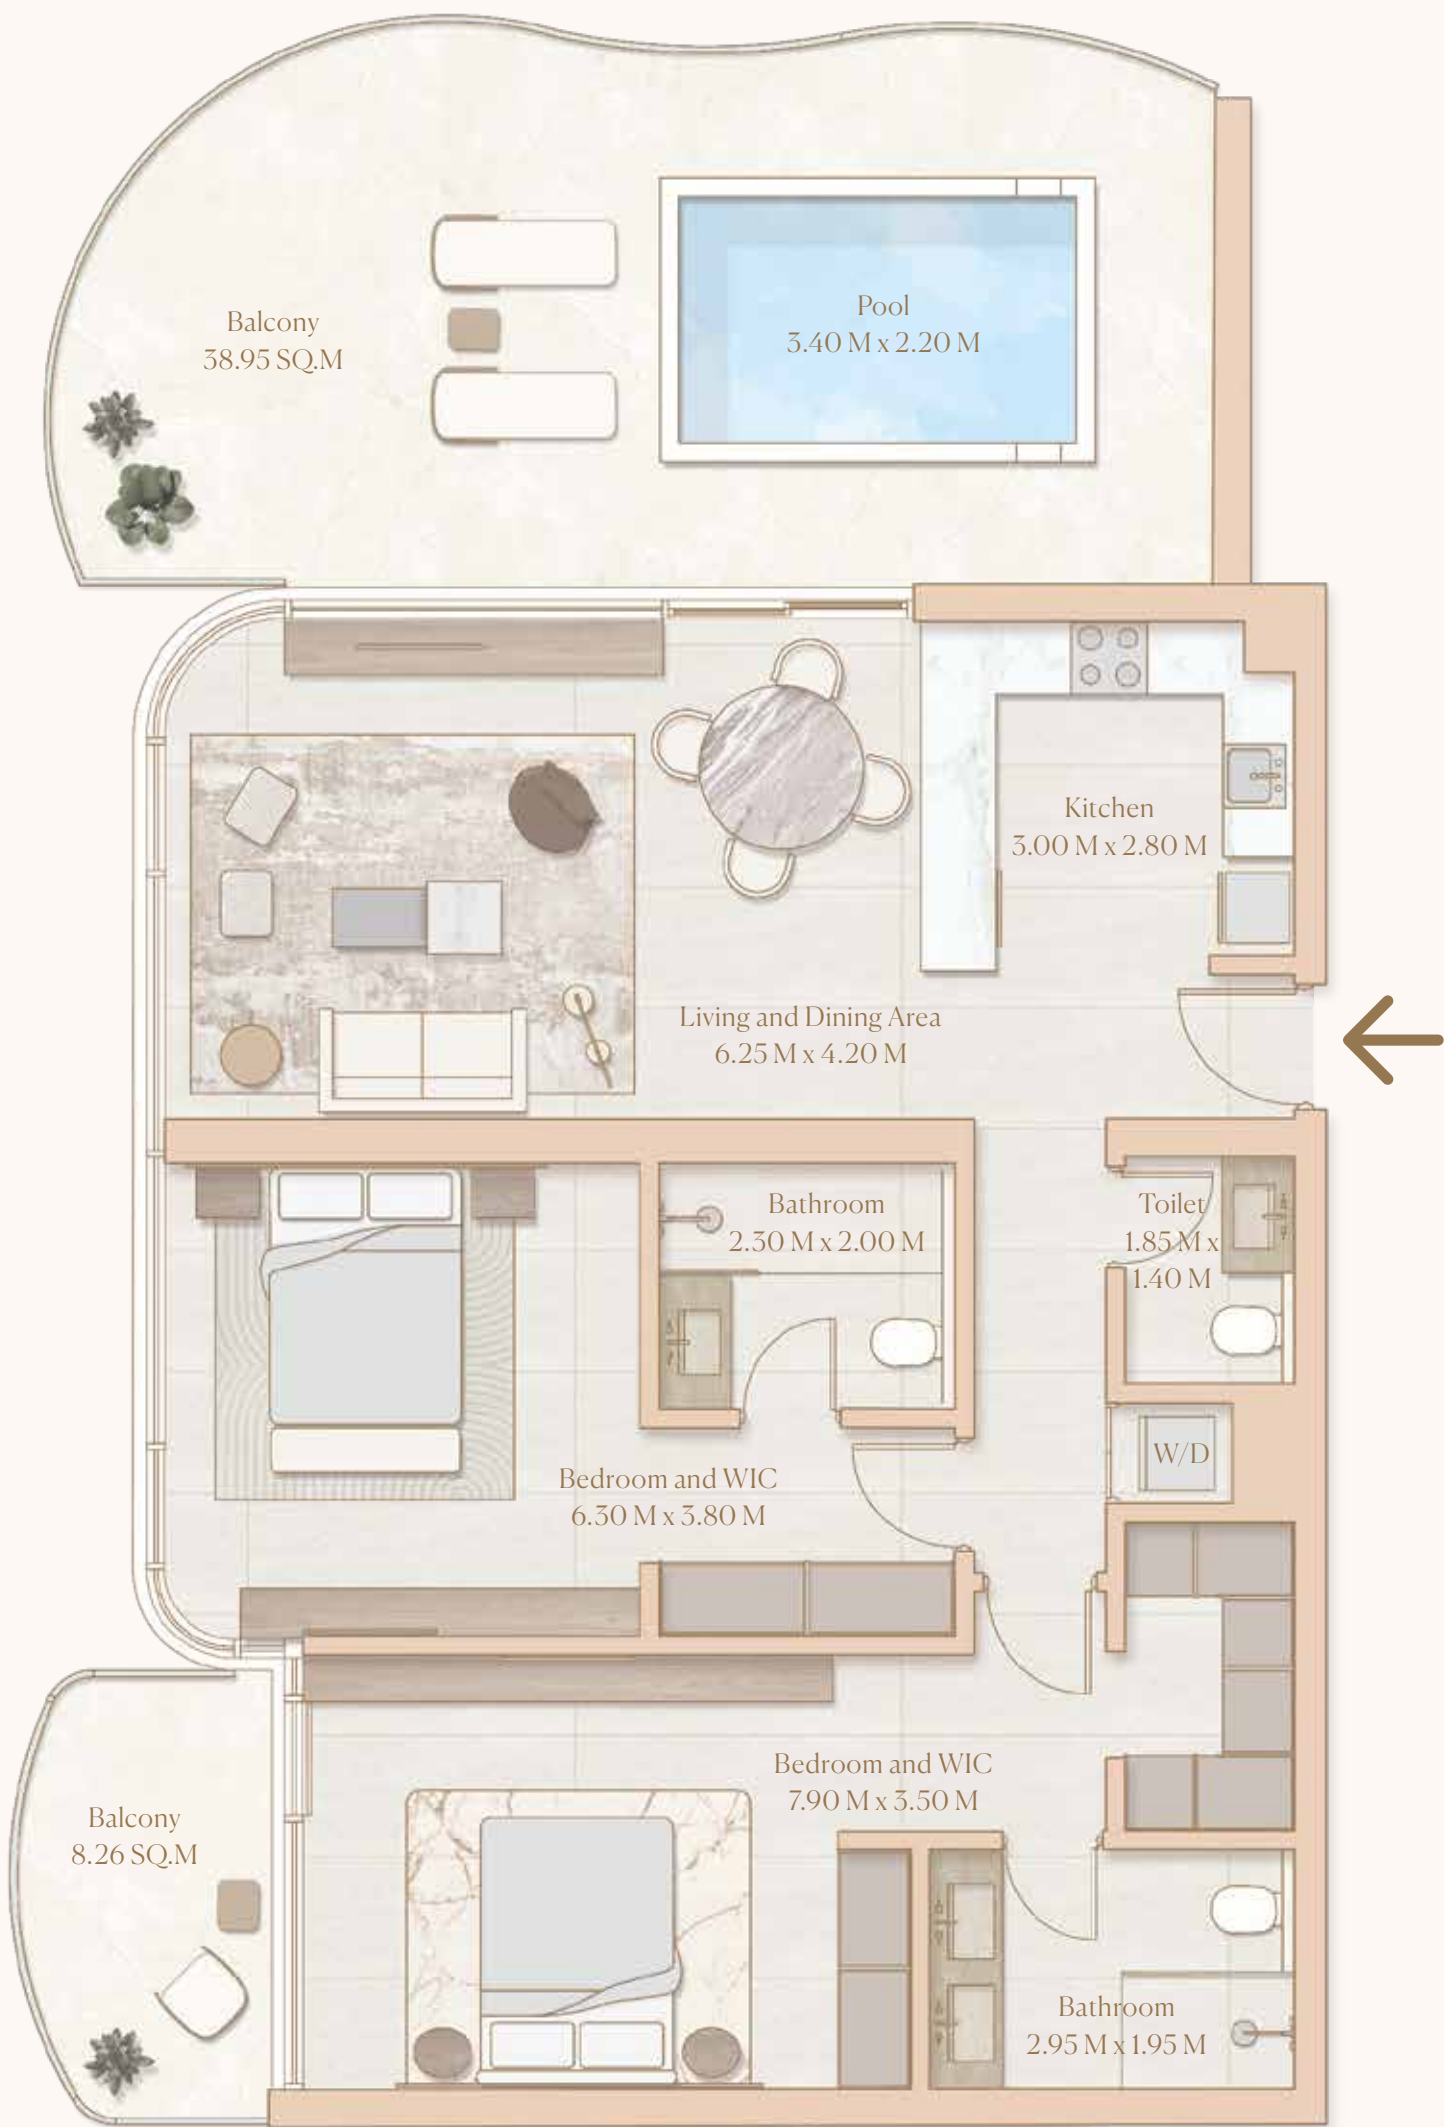 Pool
3.40 M x 2.20 M
Balcony
38.95 SQ.M
Kitchen
3.00 M x 2.80 M
Living and Dining Area
6.25 M x 4.20 M
Bathroom
2.30 M x 2.00 M
Toilet
1.85 M x
1.40 M
W/D
Bedroom and WIC
6.30 M x 3.80 M
Bedroom and WIC
7.90 M x 3.50 M
Balcony
8.26 SQ.M
Bathroom
2.95 M x 1.95 M